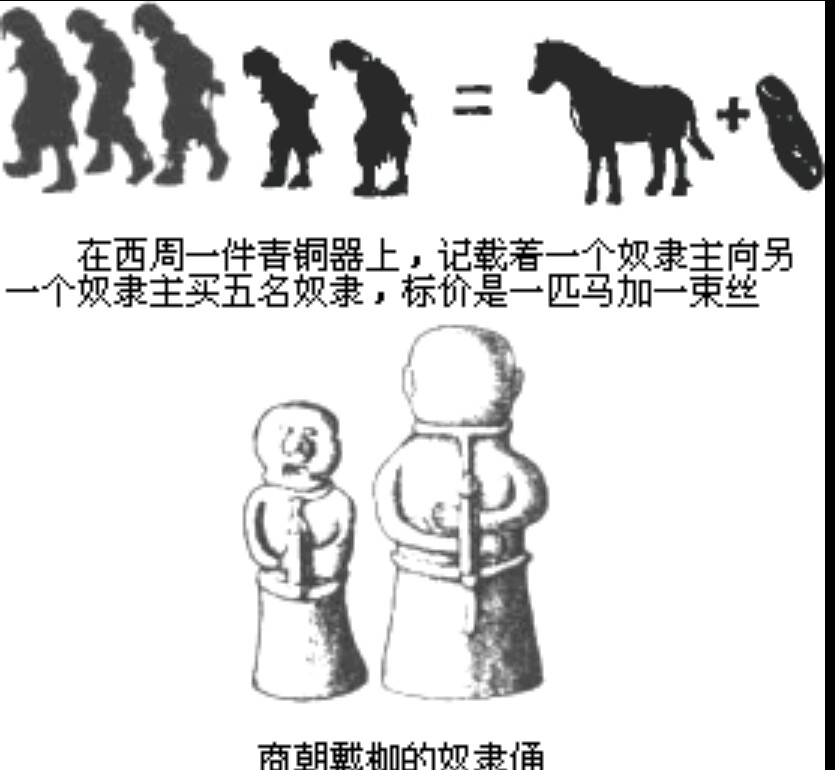 在西周一件青铜器上，记载着一个奴隶主向另
一个奴隶主买五名奴隶，标价是一匹马加一束丝
商朝戴枷的奴隶俑